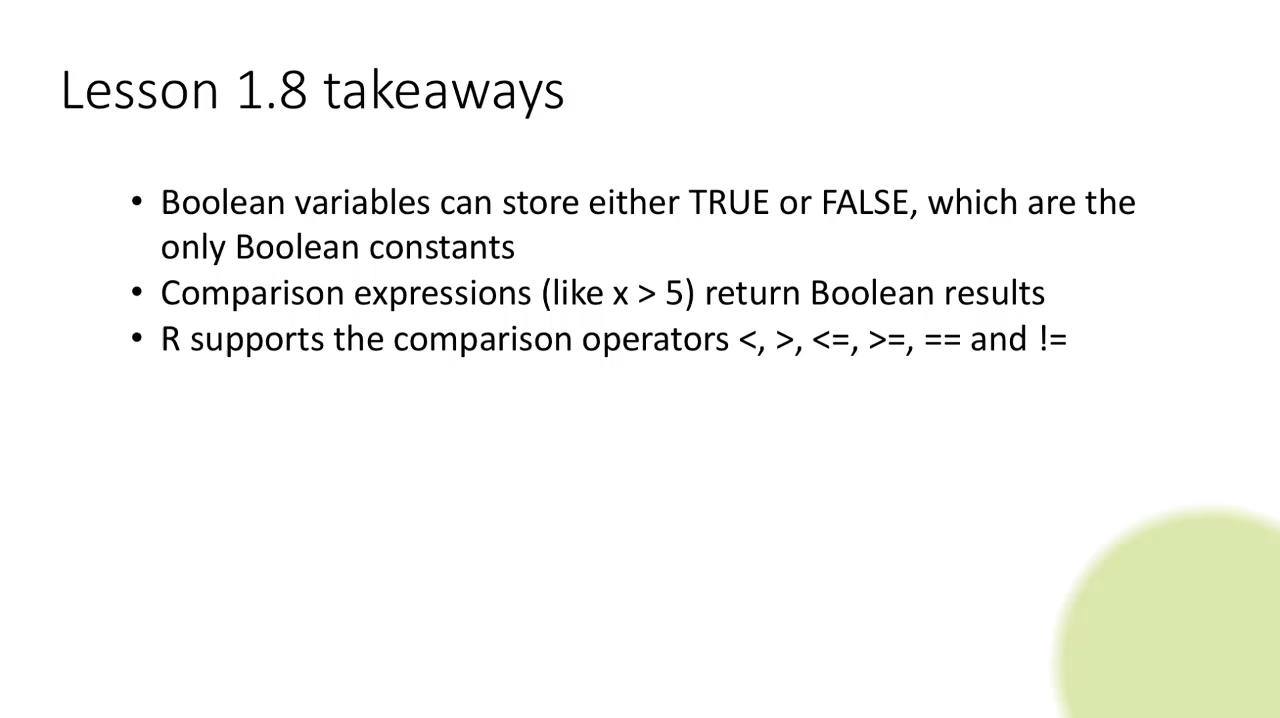 Lesson 1.8 takeaways
• Boolean variables can store either TRUE or FALSE, which are the
only Boolean constants
• Comparison expressions (like x > 5) return Boolean results
• R supports the comparison operators <, >, <=, >=, == and !=